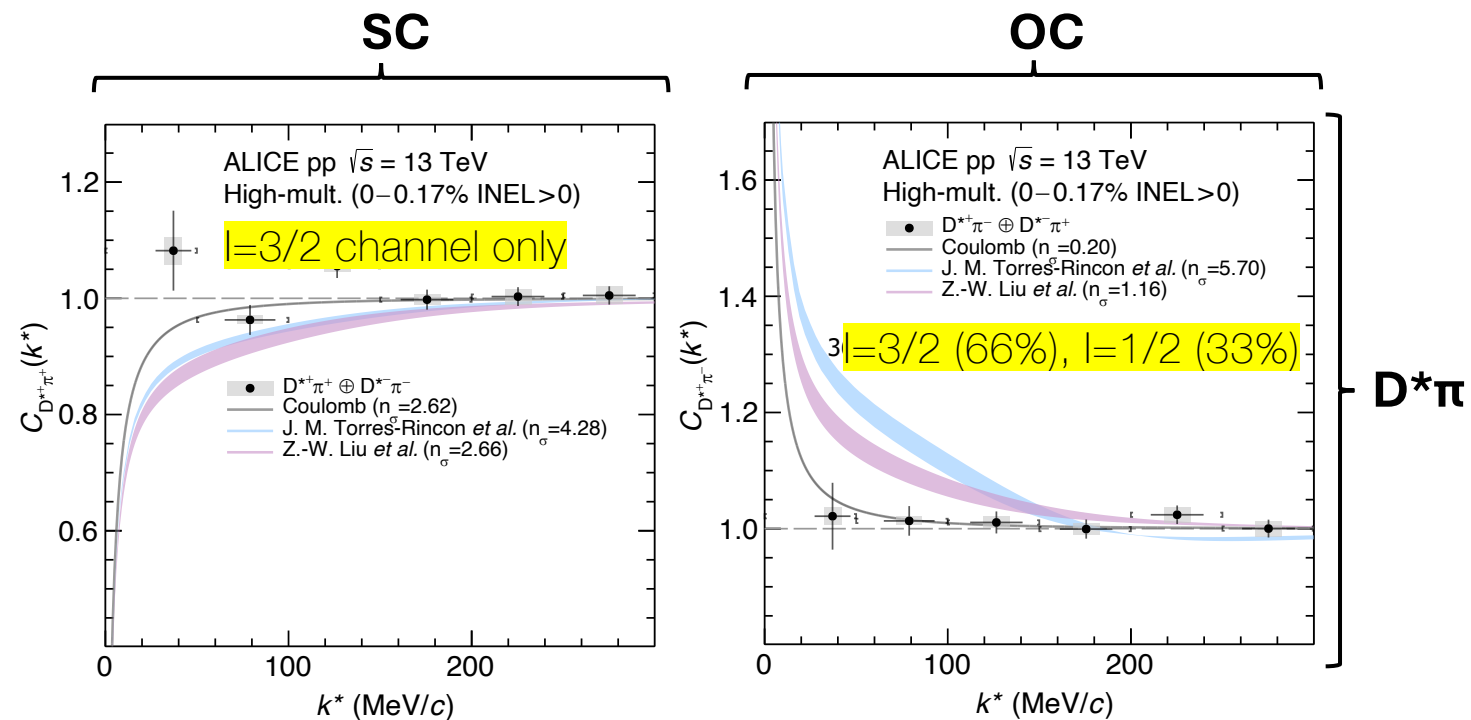 SC
OC
ALICE pp √s = 13 TeV
High-mult. (0−0.17% INEL>0)
I=3/2 channel only
D*+π+ ⊕ D*−π−
Coulomb (nσ=2.62)
J. M. Torres-Rincon et al. (nσ=4.28)
Z.-W. Liu et al. (nσ=2.66)
1.2
1.0
0.8
0.6
0
100
200
C D*+π+(k*)
k* (MeV/c)
ALICE pp √s = 13 TeV
High-mult. (0−0.17% INEL>0)
D*+π− ⊕ D*−π+
Coulomb (nσ=0.20)
J. M. Torres-Rincon et al. (nσ=5.70)
Z.-W. Liu et al. (nσ=1.16)
I=3/2 (66%), I=1/2 (33%)
1.6
1.4
1.2
1.0
0
100
200
C D*+π−(k*)
k* (MeV/c)
D*π